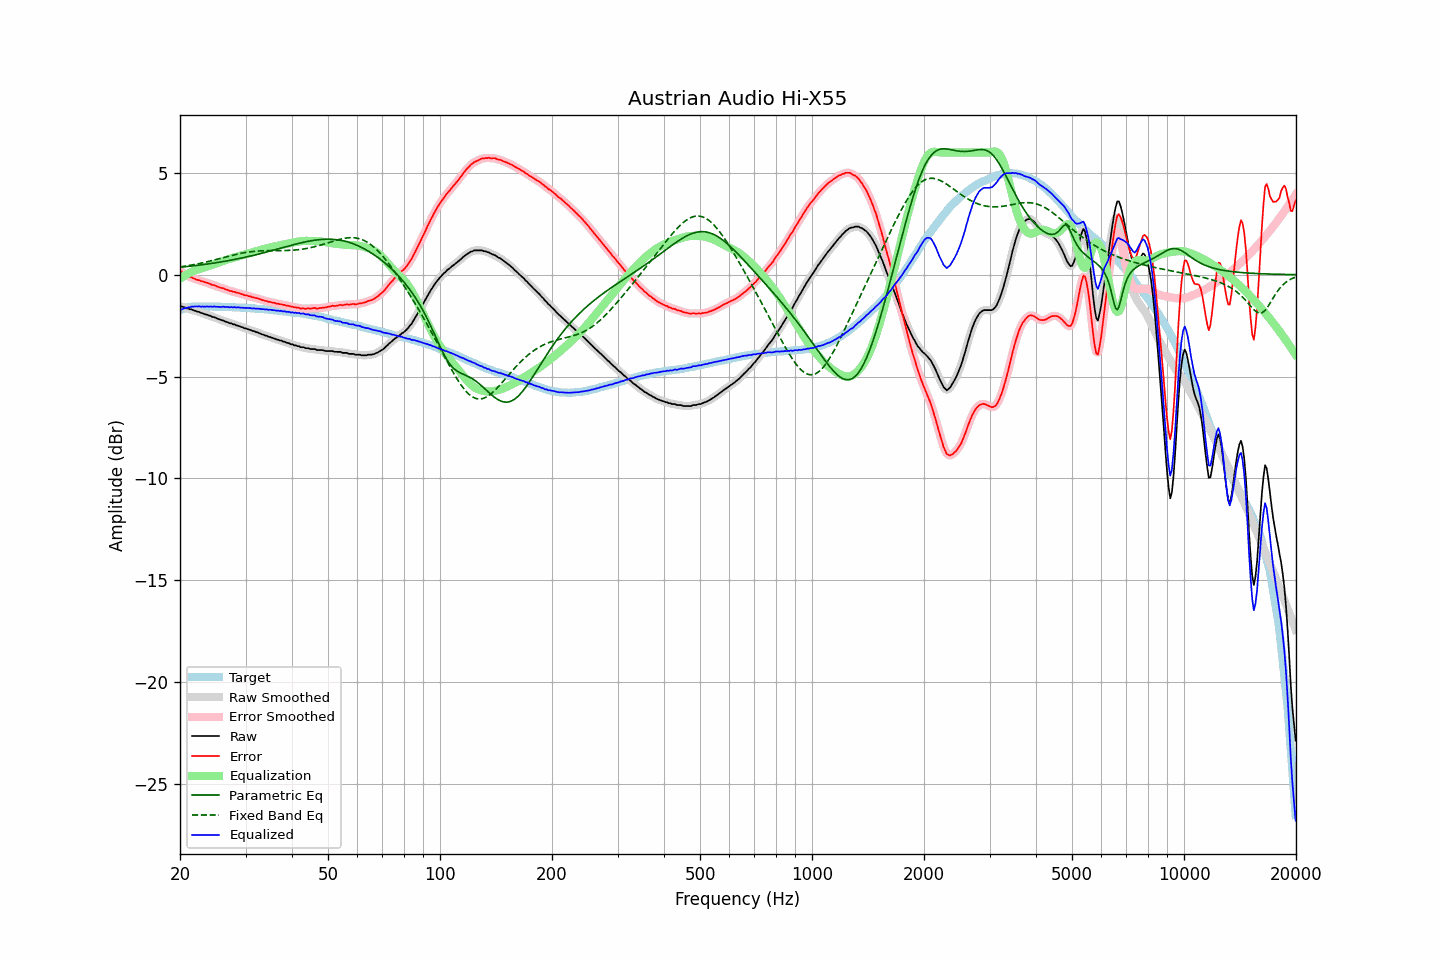 Austrian Audio Hi-X55
Amplitude (dBr)
5
0
−5
−10
−15
−20
−25
Target
Raw Smoothed
Error Smoothed
Raw
Error
Equalization
Parametric Eq
Fixed Band Eq
Equalized
20 50 100 200 500 1000 2000 5000 10000 20000
Frequency (Hz)